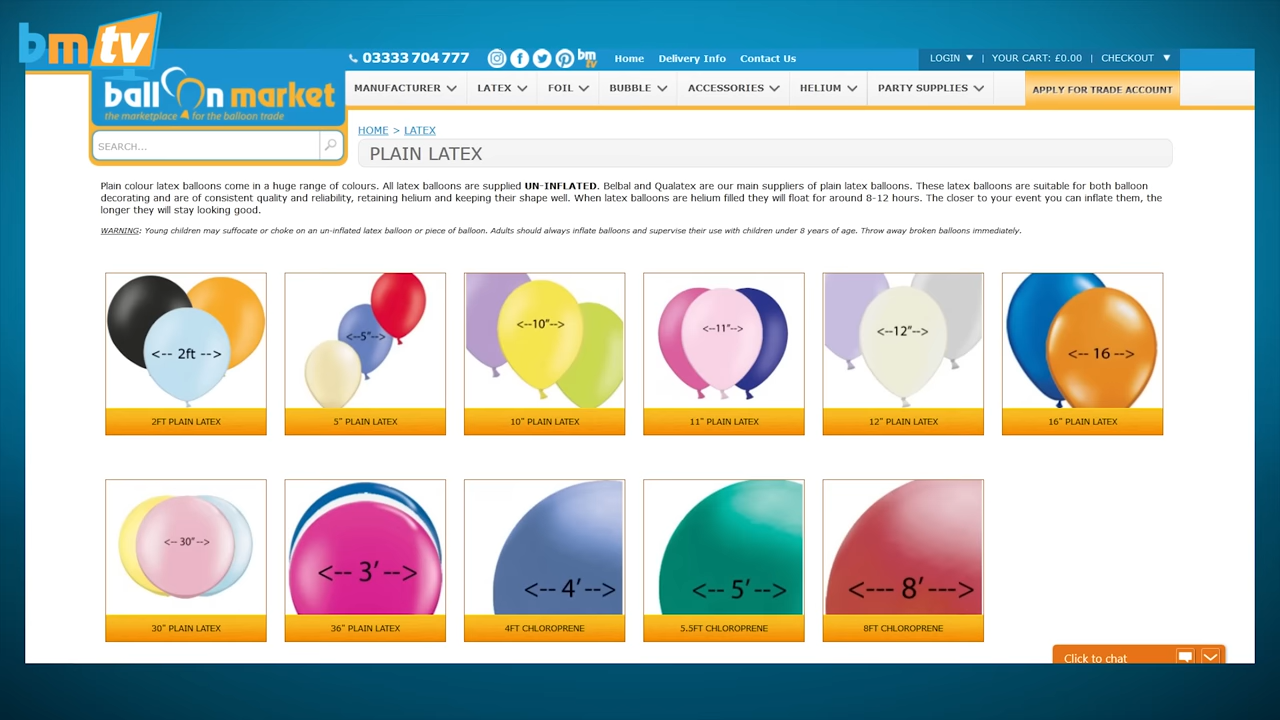 bm tv
03333 704 777
bm tv
Home
Delivery Info
Contact Us
LOGIN ▼ | YOUR CART: £0.00 | CHECKOUT ▼
balloon market
the marketplace for the balloon trade
MANUFACTURER
LATEX
FOIL
BUBBLE
ACCESSORIES
HELIUM
PARTY SUPPLIES
APPLY FOR TRADE ACCOUNT
SEARCH...
HOME > LATEX
PLAIN LATEX
Plain colour latex balloons come in a huge range of colours. All latex balloons are supplied UN-INFLATED. Belbal and Qualatex are our main suppliers of plain latex balloons. These latex balloons are suitable for both balloon
decorating and are of consistent quality and reliability, retaining helium and keeping their shape well. When latex balloons are helium filled they will float for around 8-12 hours. The closer to your event you can inflate them, the
longer they will stay looking good.
WARNING: Young children may suffocate or choke on an un-inflated latex balloon or piece of balloon. Adults should always inflate balloons and supervise their use with children under 8 years of age. Throw away broken balloons immediately.
<-- 2ft -->
<--5"-->
<--10"-->
<--11"-->
<--12"-->
<-- 16 -->
2FT PLAIN LATEX
5" PLAIN LATEX
10" PLAIN LATEX
11" PLAIN LATEX
12" PLAIN LATEX
16" PLAIN LATEX
<-- 30" -->
<-- 3' -->
<-- 4' -->
<-- 5' -->
<--- 8' --->
30" PLAIN LATEX
36" PLAIN LATEX
4FT CHLOROPRENE
5.5FT CHLOROPRENE
8FT CHLOROPRENE
Click to chat